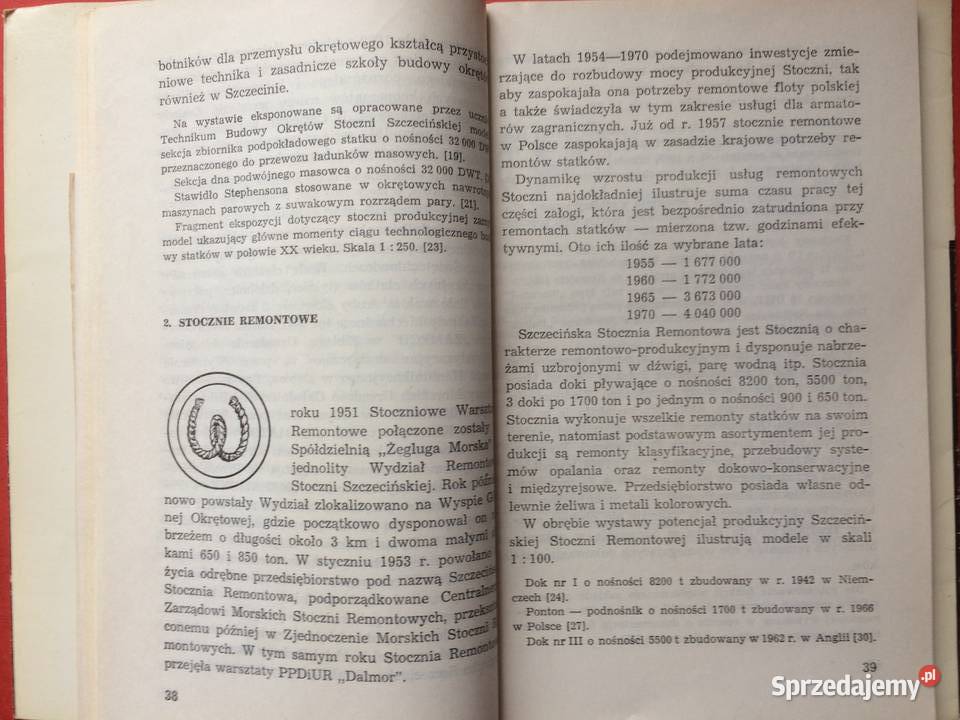 botników dla przemysłu okrętowego kształcą
niowe technika i zasadnicze szkoły budowy
również w Szczecinie.
Na wystawie eksponowane są opracowane przez
Technikum Budowy Okrętów Stoczni Szczecińskiej
sekcja zbiornika podpokładowego statku o nośności 32 000
przeznaczonego do przewozu ładunków masowych. [19].
Sekcja dna podwójnego masowca o nośności 32 000 DWT,
Stawidło Stephensona stosowane w okrętowych
maszynach parowych z suwakowym rozrządem pary. [21].
Fragment ekspozycji dotyczący stoczni produkcyjnej
model ukazujący główne momenty ciągu technologicznego
wy statków w połowie XX wieku. Skala 1 : 250. [23].
2. STOCZNIE REMONTOWE
W
roku 1951 Stoczniowe
Remontowe połączone zostały
Spółdzielnią „Żegluga Morska"
jednolity Wydział
Stoczni Szczecińskiej. Rok
nowo powstały Wydział zlokalizowano na Wyspie
nej Okrętowej, gdzie początkowo dysponował on
brzeżem o długości około 3 km i dwoma małymi
kami 650 i 850 ton. W styczniu 1953 r. powołane
życia odrębne przedsiębiorstwo pod nazwą
Stocznia Remontowa, podporządkowane
Zarządowi Morskich Stoczni Remontowych,
conemu później w Zjednoczenie Morskich Stoczni
montowych. W tym samym roku Stocznia
przejęła warsztaty PPDiUR „Dalmor".
38
W latach 1954—1970 podejmowano inwestycje zmie-
rzające do rozbudowy mocy produkcyjnej Stoczni, tak
aby zaspokajała ona potrzeby remontowe floty polskiej
a także świadczyła w tym zakresie usługi dla armato-
rów zagranicznych. Już od r. 1957 stocznie remontowe
w Polsce zaspokajają w zasadzie krajowe potrzeby re-
montów statków.
Dynamikę wzrostu produkcji usług remontowych
Stoczni najdokładniej ilustruje suma czasu pracy tej
części załogi, która jest bezpośrednio zatrudniona przy
remontach statków — mierzona tzw. godzinami efek-
tywnymi. Oto ich ilość za wybrane lata:
1955 — 1 677 000
1960 — 1 772 000
1965 — 3 673 000
1970 — 4 040 000
Szczecińska Stocznia Remontowa jest Stocznią o cha-
rakterze remontowo-produkcyjnym i dysponuje nabrze-
żami uzbrojonymi w dźwigi, parę wodną itp. Stocznia
posiada doki pływające o nośności 8200 ton, 5500 ton,
3 doki po 1700 ton i po jednym o nośności 900 i 650 ton.
Stocznia wykonuje wszelkie remonty statków na swoim
terenie, natomiast podstawowym asortymentem jej pro-
dukcji są remonty klasyfikacyjne, przebudowy syste-
mów opalania oraz remonty dokowo-konserwacyjne
i międzyrejsowe. Przedsiębiorstwo posiada własne od-
lewnie żeliwa i metali kolorowych.
W obrębie wystawy potencjał produkcyjny Szczeciń-
skiej Stoczni Remontowej ilustrują modele w skali
1 : 100.
Dok nr I o nośności 8200 t zbudowany w r. 1942 w Niem-
czech [24].
Ponton — podnośnik o nośności 1700 t zbudowany w r. 1966
w Polsce [27].
Dok nr III o nośności 5500 t zbudowany w 1962 r. w Anglii [30].
39
Sprzedajemy.pl